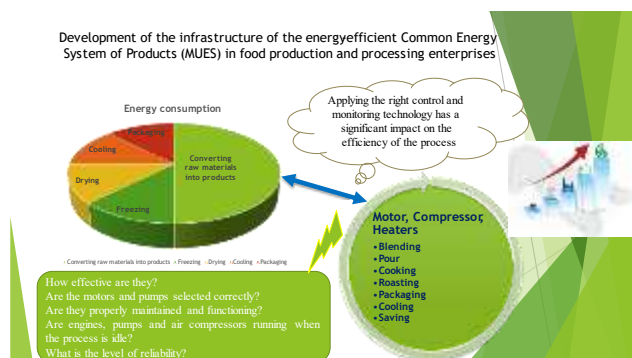 Development of the infrastructure of the energyefficient Common Energy
System of Products (MUES) in food production and processing enterprises
Energy consumption
Packaging
Cooling
Drying
Freezing
Converting
raw materials
into products
Converting raw materials into products Freezing Drying Cooling Packaging
Applying the right control and
monitoring technology has a
significant impact on the
efficiency of the process
Motor, Compressor,
Heaters
•Blending
•Pour
•Cooking
•Roasting
•Packaging
•Cooling
•Saving
How effective are they?
Are the motors and pumps selected correctly?
Are they properly maintained and functioning?
Are engines, pumps and air compressors running when
the process is idle?
What is the level of reliability?